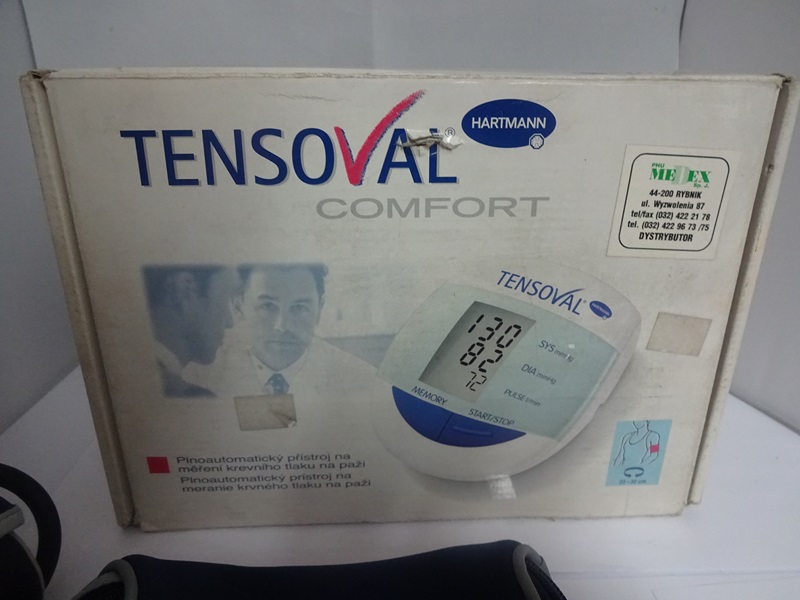 TENSOVAL®
HARTMANN
COMFORT
PHU
MEDEX
Sp. z.
44-200 RYBNIK
ul. Wyzwolenia 87
tel/fax (032) 422 21 78
tel. (032) 422 96 73 /75
DYSTRYBUTOR
TENSOVAL
130
SYS mmHg
82
DIA mmHg
72
PULSE 1/min
MEMORY
START/STOP
Plnoautomatický přístroj na
měření krevního tlaku na paži
Plnoautomatický prístroj na
meranie krvného tlaku na paži